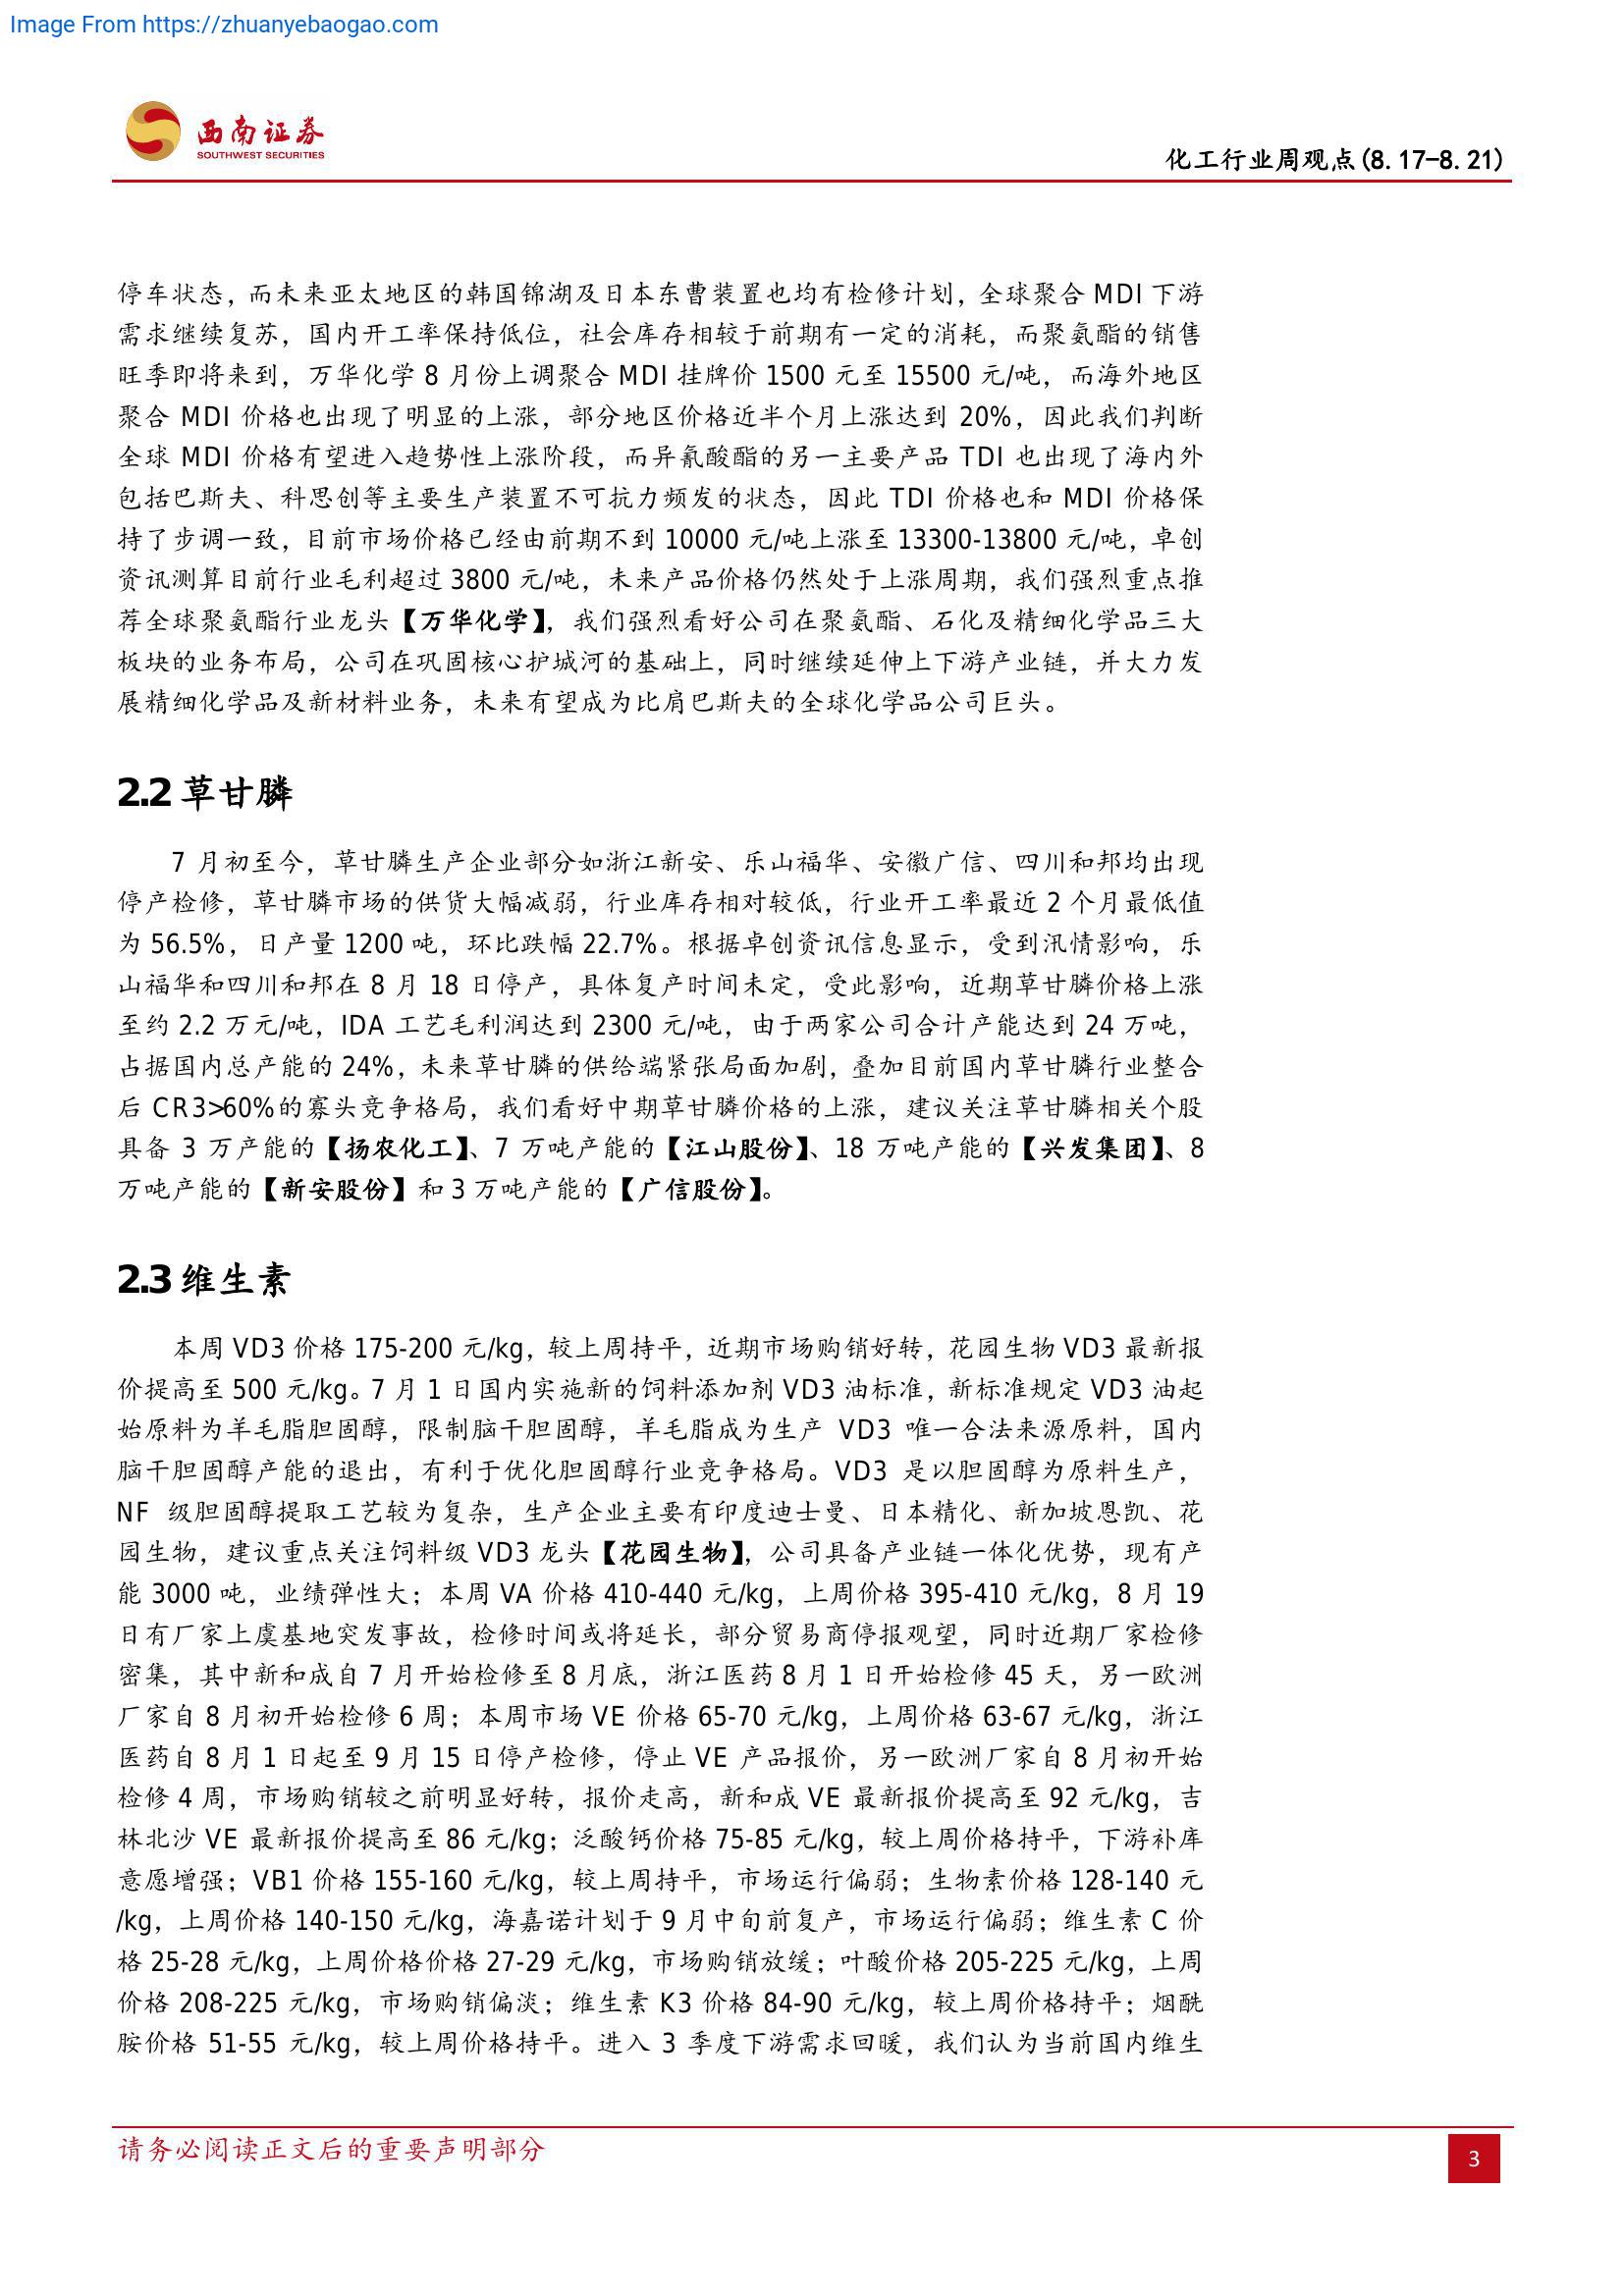 Image From https://zhuanyebaogao.com
西南证券
SOUTHWEST SECURITIES
化工行业周观点(8.17-8.21)
停车状态，而未来亚太地区的韩国锦湖及日本东曹装置也均有检修计划，全球聚合 MDI 下游
需求继续复苏，国内开工率保持低位，社会库存相较于前期有一定的消耗，而聚氨酯的销售
旺季即将来到，万华化学 8 月份上调聚合 MDI 挂牌价 1500 元至 15500 元/吨，而海外地区
聚合 MDI 价格也出现了明显的上涨，部分地区价格近半个月上涨达到 20%，因此我们判断
全球 MDI 价格有望进入趋势性上涨阶段，而异氰酸酯的另一主要产品 TDI 也出现了海内外
包括巴斯夫、科思创等主要生产装置不可抗力频发的状态，因此 TDI 价格也和 MDI 价格保
持了步调一致，目前市场价格已经由前期不到 10000 元/吨上涨至 13300-13800 元/吨，卓创
资讯测算目前行业毛利超过 3800 元/吨，未来产品价格仍然处于上涨周期，我们强烈重点推
荐全球聚氨酯行业龙头【万华化学】，我们强烈看好公司在聚氨酯、石化及精细化学品三大
板块的业务布局，公司在巩固核心护城河的基础上，同时继续延伸上下游产业链，并大力发
展精细化学品及新材料业务，未来有望成为比肩巴斯夫的全球化学品公司巨头。
2.2 草甘膦
7 月初至今，草甘膦生产企业部分如浙江新安、乐山福华、安徽广信、四川和邦均出现
停产检修，草甘膦市场的供货大幅减弱，行业库存相对较低，行业开工率最近 2 个月最低值
为 56.5%，日产量 1200 吨，环比跌幅 22.7%。根据卓创资讯信息显示，受到汛情影响，乐
山福华和四川和邦在 8 月 18 日停产，具体复产时间未定，受此影响，近期草甘膦价格上涨
至约 2.2 万元/吨，IDA 工艺毛利润达到 2300 元/吨，由于两家公司合计产能达到 24 万吨，
占据国内总产能的 24%，未来草甘膦的供给端紧张局面加剧，叠加目前国内草甘膦行业整合
后 CR3>60%的寡头竞争格局，我们看好中期草甘膦价格的上涨，建议关注草甘膦相关个股
具备 3 万产能的【扬农化工】、7 万吨产能的【江山股份】、18 万吨产能的【兴发集团】、8
万吨产能的【新安股份】和 3 万吨产能的【广信股份】。
2.3 维生素
本周 VD3 价格 175-200 元/kg，较上周持平，近期市场购销好转，花园生物 VD3 最新报
价提高至 500 元/kg。7 月 1 日国内实施新的饲料添加剂 VD3 油标准，新标准规定 VD3 油起
始原料为羊毛脂胆固醇，限制脑干胆固醇，羊毛脂成为生产 VD3 唯一合法来源原料，国内
脑干胆固醇产能的退出，有利于优化胆固醇行业竞争格局。VD3 是以胆固醇为原料生产，
NF 级胆固醇提取工艺较为复杂，生产企业主要有印度迪士曼、日本精化、新加坡恩凯、花
园生物，建议重点关注饲料级 VD3 龙头【花园生物】，公司具备产业链一体化优势，现有产
能 3000 吨，业绩弹性大；本周 VA 价格 410-440 元/kg，上周价格 395-410 元/kg，8 月 19
日有厂家上虞基地突发事故，检修时间或将延长，部分贸易商停报观望，同时近期厂家检修
密集，其中新和成自 7 月开始检修至 8 月底，浙江医药 8 月 1 日开始检修 45 天，另一欧洲
厂家自 8 月初开始检修 6 周；本周市场 VE 价格 65-70 元/kg，上周价格 63-67 元/kg，浙江
医药自 8 月 1 日起至 9 月 15 日停产检修，停止 VE 产品报价，另一欧洲厂家自 8 月初开始
检修 4 周，市场购销较之前明显好转，报价走高，新和成 VE 最新报价提高至 92 元/kg，吉
林北沙 VE 最新报价提高至 86 元/kg；泛酸钙价格 75-85 元/kg，较上周价格持平，下游补库
意愿增强；VB1 价格 155-160 元/kg，较上周持平，市场运行偏弱；生物素价格 128-140 元
/kg，上周价格 140-150 元/kg，海嘉诺计划于 9 月中旬前复产，市场运行偏弱；维生素 C 价
格 25-28 元/kg，上周价格价格 27-29 元/kg，市场购销放缓；叶酸价格 205-225 元/kg，上周
价格 208-225 元/kg，市场购销偏淡；维生素 K3 价格 84-90 元/kg，较上周价格持平；烟酰
胺价格 51-55 元/kg，较上周价格持平。进入 3 季度下游需求回暖，我们认为当前国内维生
请务必阅读正文后的重要声明部分
3